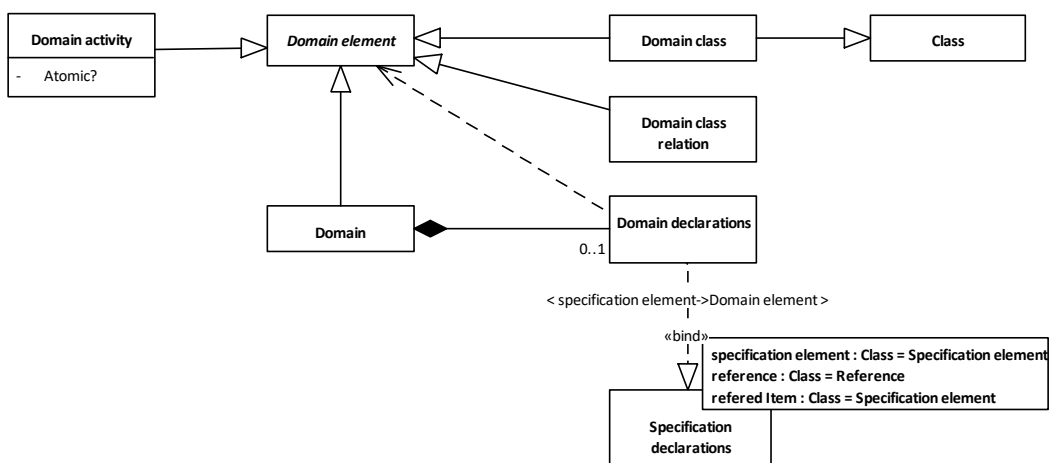 Domain activity
- Atomic?
Domain element
Domain class
Class
Domain class
relation
Domain
Domain declarations
0..1
< specification element->Domain element >
«bind»
specification element : Class = Specification element
reference : Class = Reference
refered Item : Class = Specification element
Specification
declarations